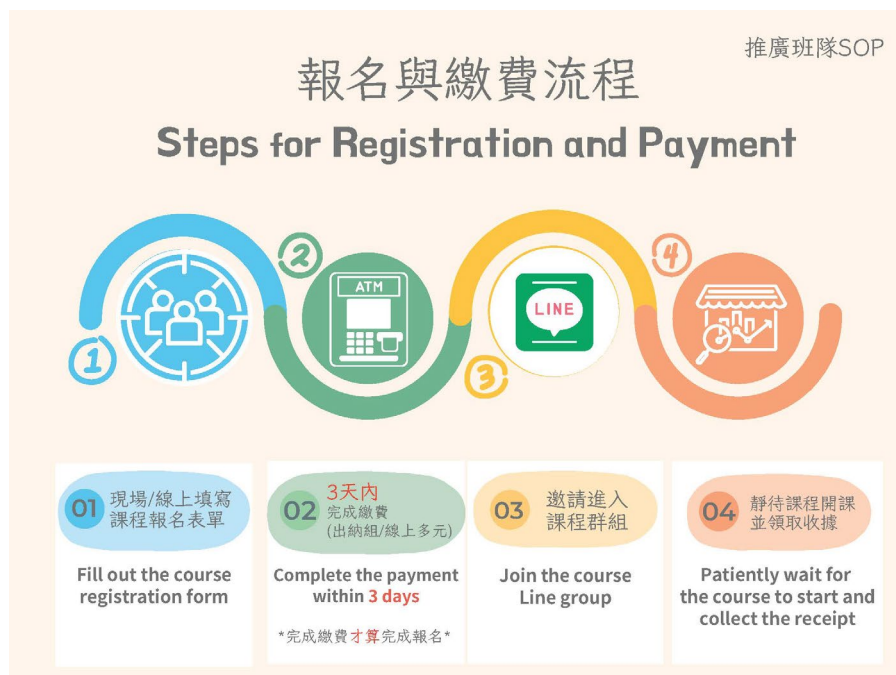 推廣班隊SOP
報名與繳費流程
Steps for Registration and Payment
1
2
ATM
3
LINE
4
01
現場/線上填寫
課程報名表單
Fill out the course
registration form
02
3天內
完成繳費
(出納組/線上多元)
Complete the payment
within 3 days
*完成繳費才算完成報名*
03
邀請進入
課程群組
Join the course
Line group
04
靜待課程開課
並領取收據
Patiently wait for
the course to start and
collect the receipt